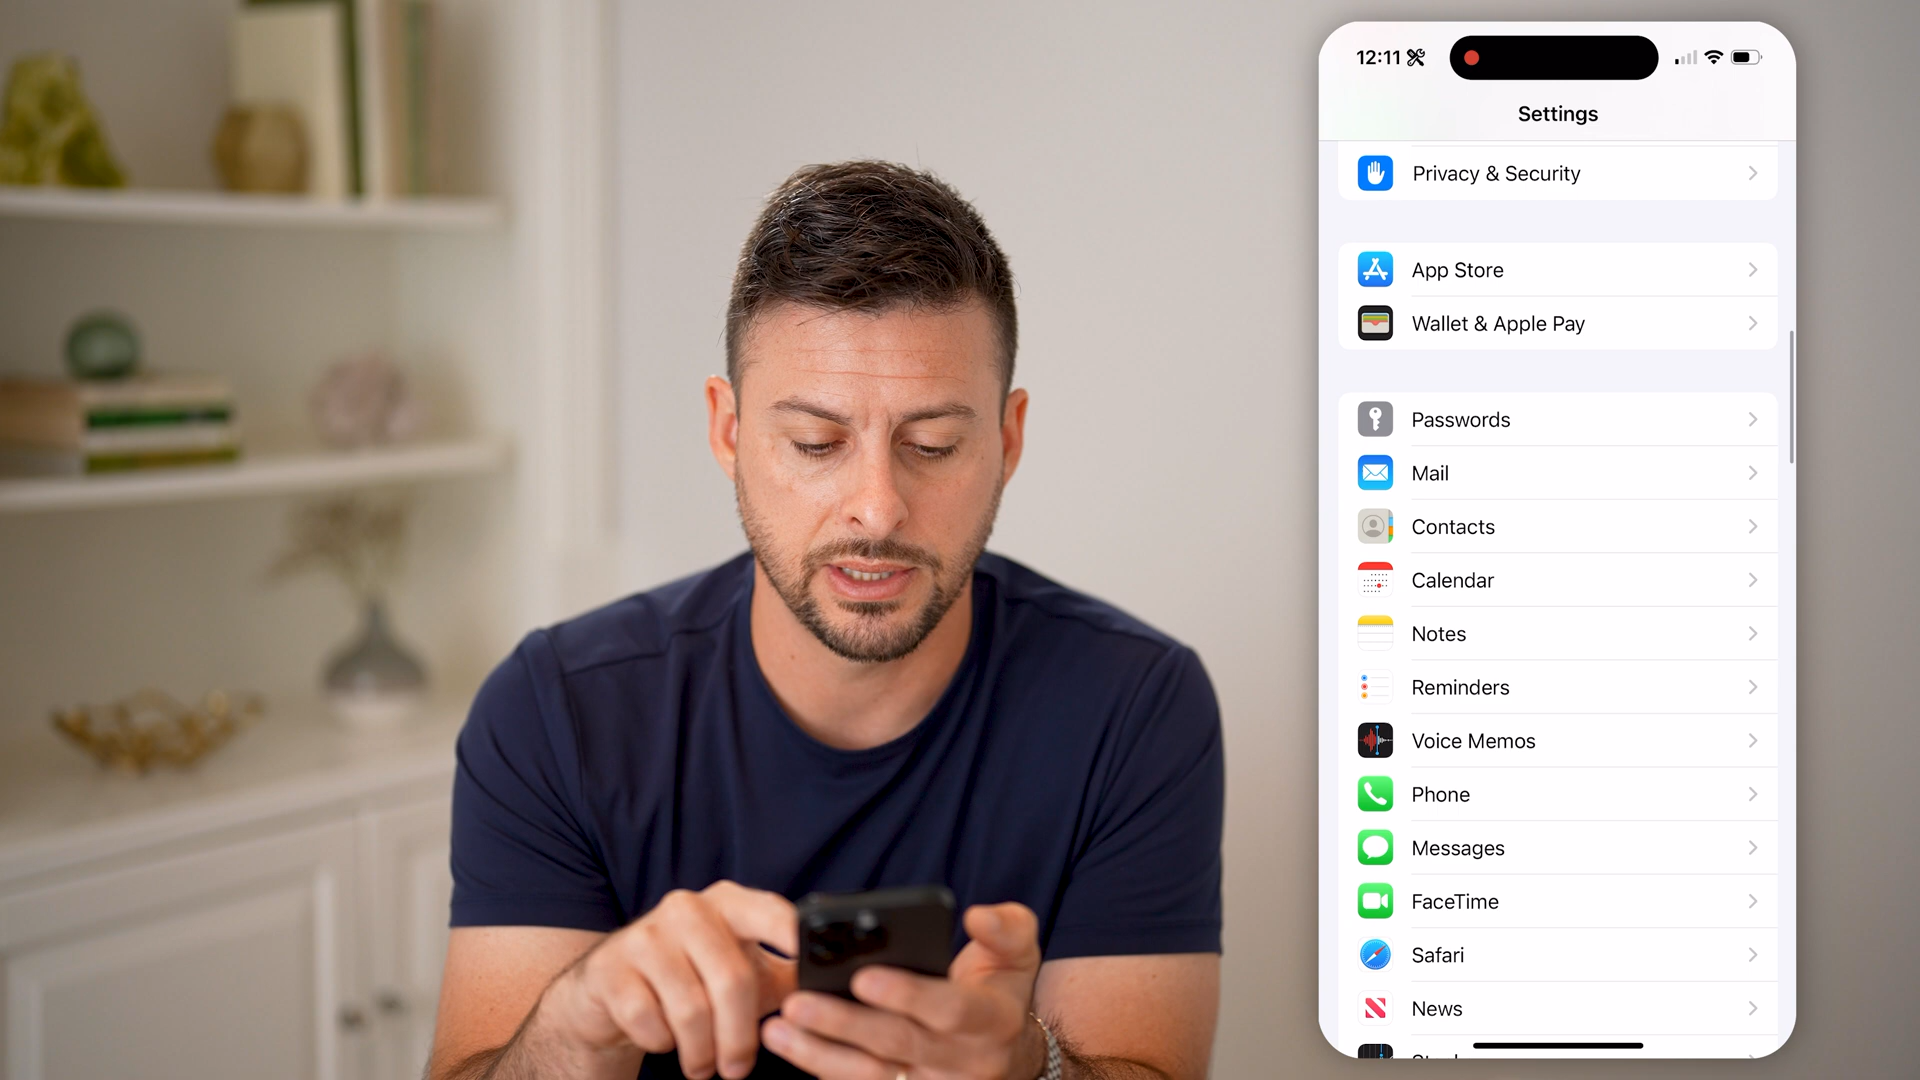 12:11
Settings
Privacy & Security
App Store
Wallet & Apple Pay
Passwords
Mail
Contacts
Calendar
Notes
Reminders
Voice Memos
Phone
Messages
FaceTime
Safari
News